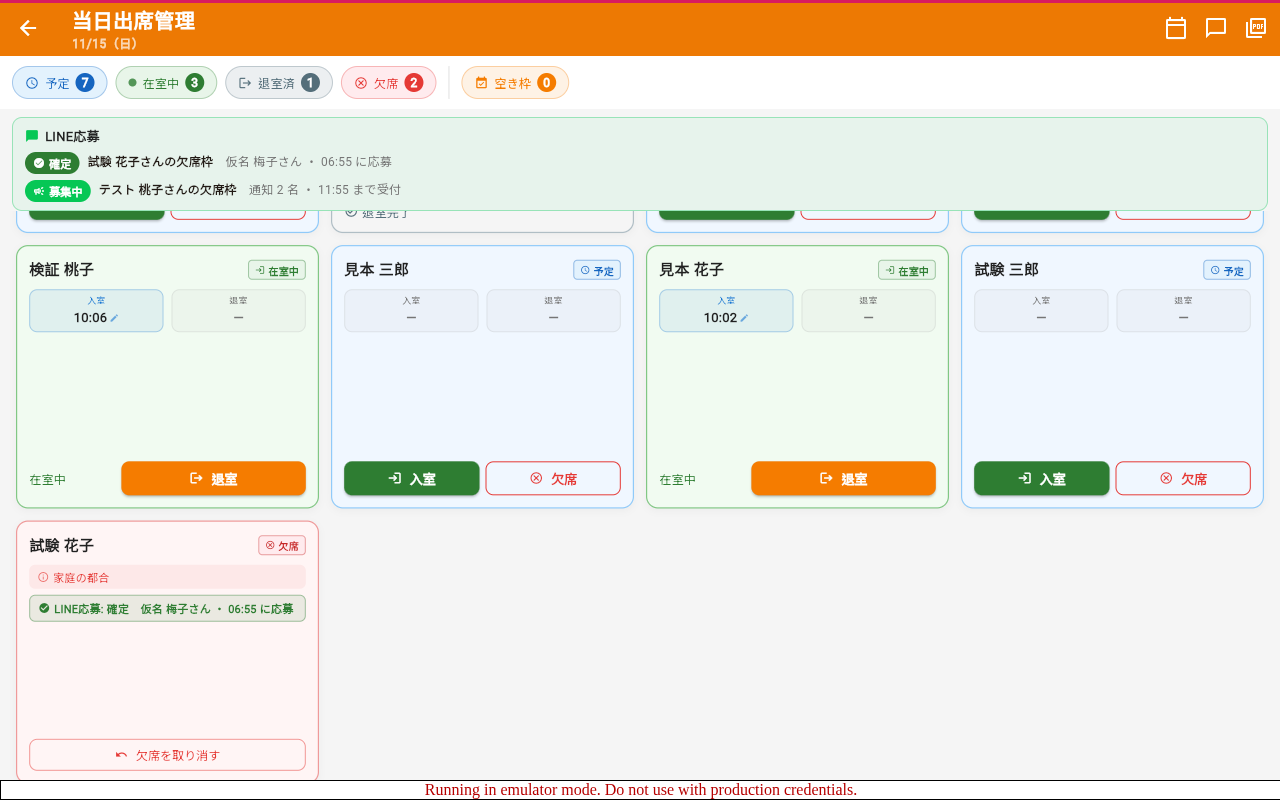 当日出席管理
11/15（日）
予定 7 在室中 3 退室済 1 欠席 2 空き枠 0
LINE応募
確定 試験 花子さんの欠席枠 仮名 梅子さん ・ 06:55 に応募
募集中 テスト 桃子さんの欠席枠 通知 2 名 ・ 11:55 まで受付
退室完了
検証 桃子 在室中
入室 退室
10:06 —
在室中 退室
見本 三郎 予定
入室 退室
— —
入室 欠席
見本 花子 在室中
入室 退室
10:02 —
在室中 退室
試験 三郎 予定
入室 退室
— —
入室 欠席
試験 花子 欠席
家庭の都合
LINE応募: 確定 仮名 梅子さん ・ 06:55 に応募
欠席を取り消す
Running in emulator mode. Do not use with production credentials.